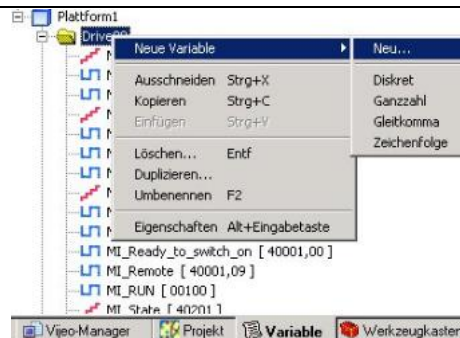 Plattform1
Drive
Neue Variable
Neu...
Ausschneiden Strg+X
Diskret
Kopieren Strg+C
Ganzzahl
Einfügen Strg+V
Gleitkomma
Zeichenfolge
Löschen... Entf
Duplizieren...
Umbenennen F2
Eigenschaften Alt+Eingabetaste
MI_Ready_to_switch_on [ 40001,00 ]
MI_Remote [ 40001,09 ]
MI_RUN [ 00100 ]
MI_State [ 40201 ]
Vijeo-Manager Projekt Variable Werkzeugkasten